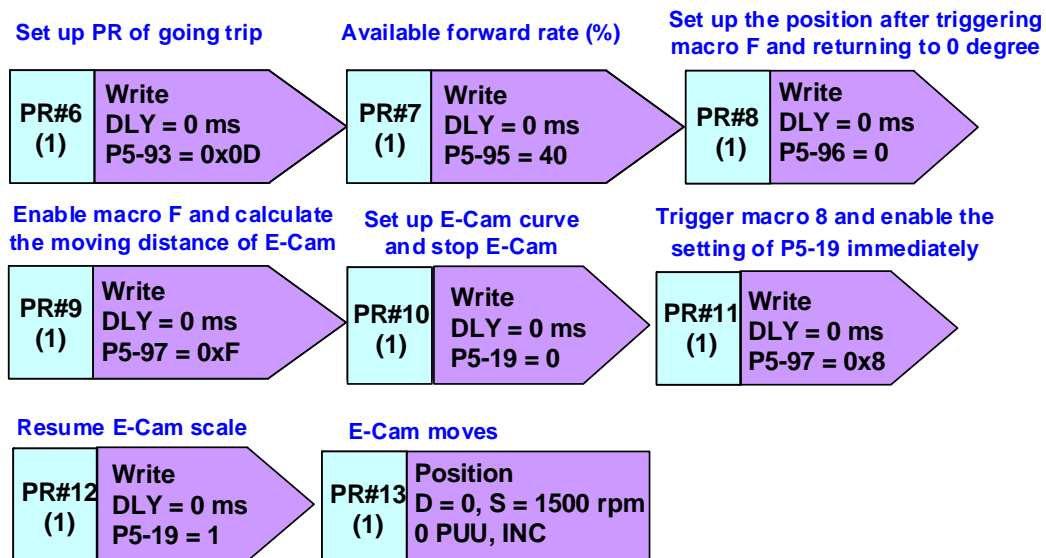 Set up PR of going trip
Available forward rate (%)
Set up the position after triggering
macro F and returning to 0 degree
PR#6
(1)
Write
DLY = 0 ms
P5-93 = 0x0D
PR#7
(1)
Write
DLY = 0 ms
P5-95 = 40
PR#8
(1)
Write
DLY = 0 ms
P5-96 = 0
Enable macro F and calculate
the moving distance of E-Cam
Set up E-Cam curve
and stop E-Cam
Trigger macro 8 and enable the
setting of P5-19 immediately
PR#9
(1)
Write
DLY = 0 ms
P5-97 = 0xF
PR#10
(1)
Write
DLY = 0 ms
P5-19 = 0
PR#11
(1)
Write
DLY = 0 ms
P5-97 = 0x8
Resume E-Cam scale
E-Cam moves
PR#12
(1)
Write
DLY = 0 ms
P5-19 = 1
PR#13
(1)
Position
D = 0, S = 1500 rpm
0 PUU, INC